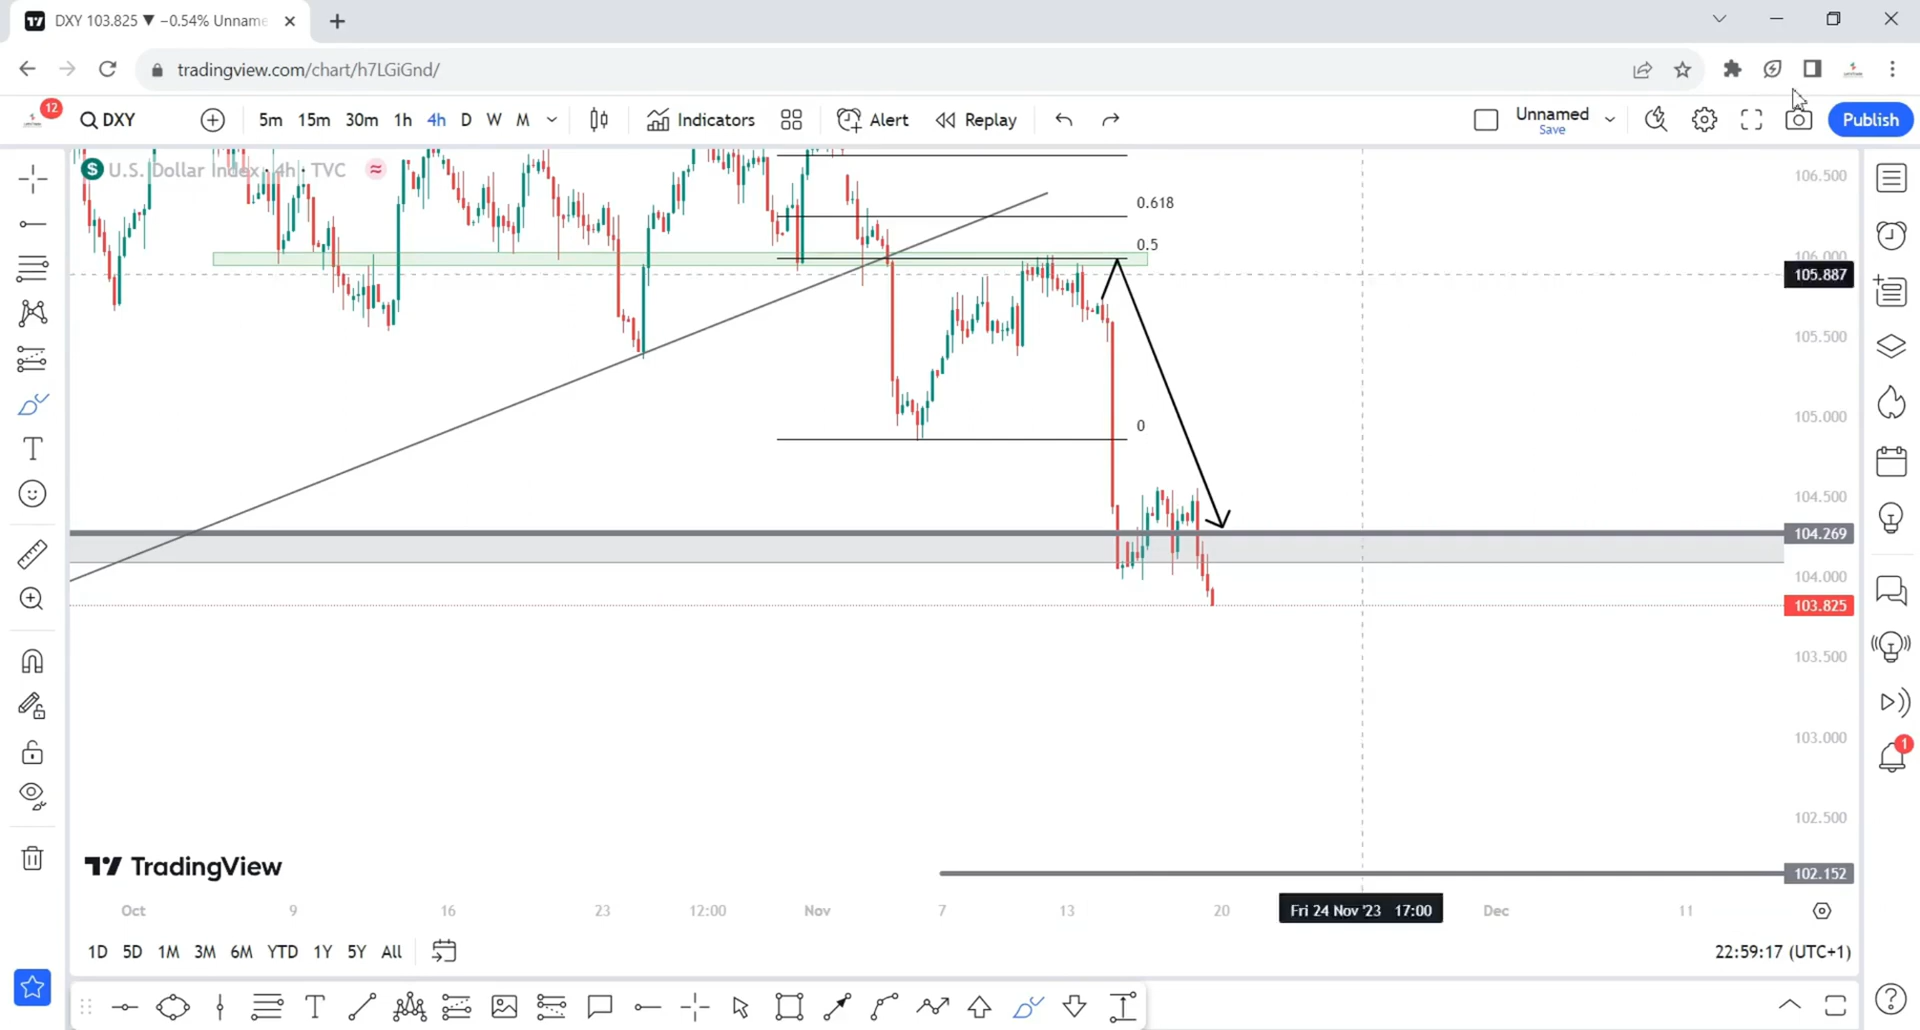 DXY 103.825 ▼ −0.54% Unname
tradingview.com/chart/h7LGiGnd/
12
DXY
5m 15m 30m 1h 4h D W M
Indicators
Alert
Replay
Unnamed
Save
Publish
U.S. Dollar Index · 4h · TVC
106.500
0.618
0.5
106.000
105.887
105.500
105.000
0
104.500
104.269
104.000
103.825
103.500
103.000
1
102.500
TradingView
102.152
Oct 9 16 23 12:00 Nov 7 13 20 Fri 24 Nov '23 17:00 Dec 11
1D 5D 1M 3M 6M YTD 1Y 5Y All
22:59:17 (UTC+1)